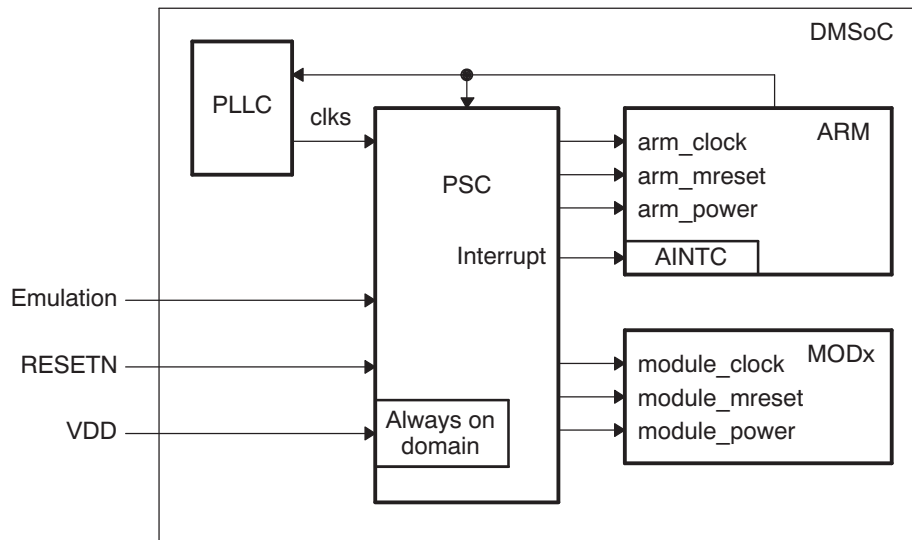 DMSoC
PLLC
clks
PSC
Interrupt
Always on
domain
ARM
arm_clock
arm_mreset
arm_power
AINTC
MODx
module_clock
module_mreset
module_power
Emulation
RESETN
VDD